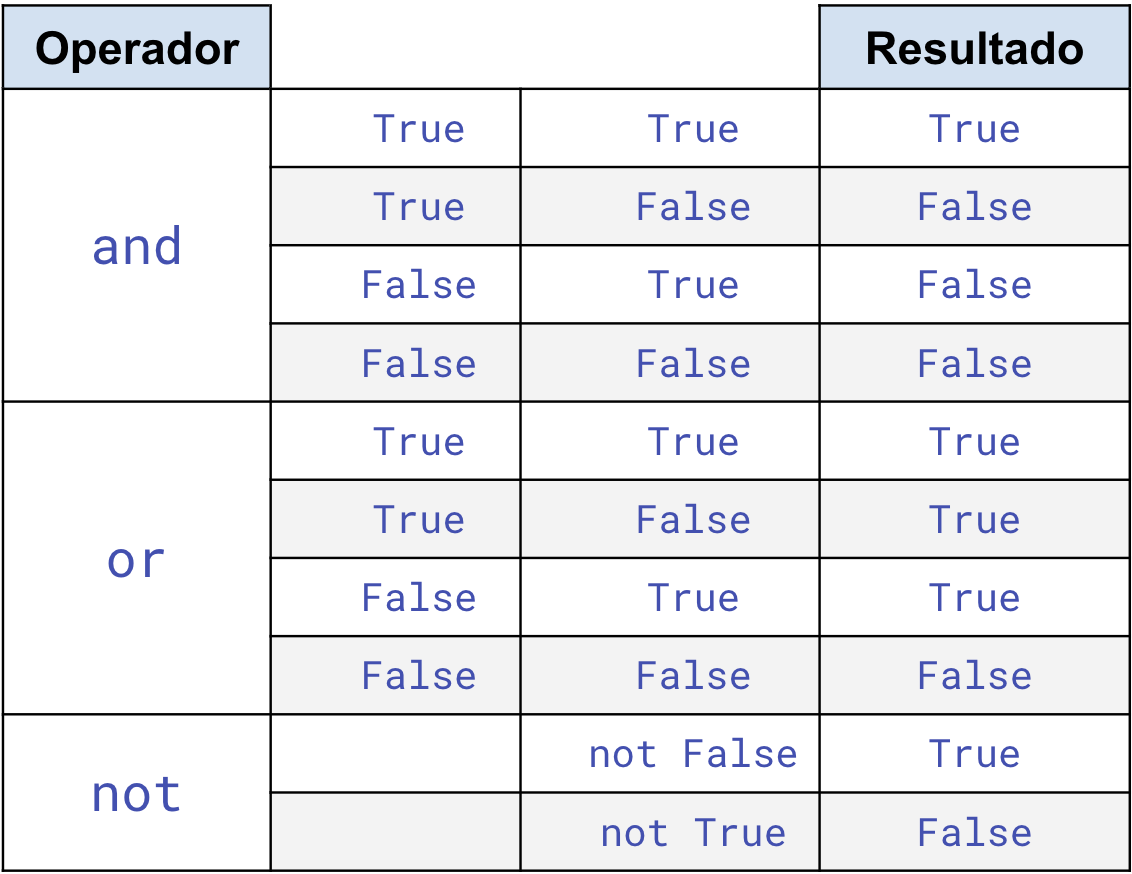 Operador Resultado
True True True
True False False
and
False True False
False False False
True True True
True False True
or
False True True
False False False
not False True
not
not True False